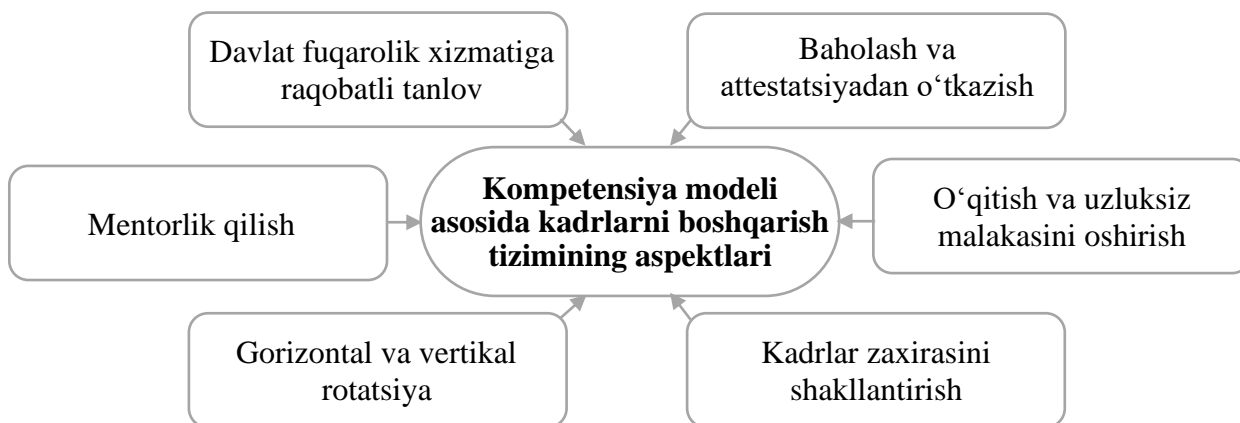 Davlat fuqarolik xizmatiga
raqobatli tanlov
Baholash va
attestatsiyadan o‘tkazish
Mentorlik qilish
Kompetensiya modeli
asosida kadrlarni boshqarish
tizimining aspektlari
O‘qitish va uzluksiz
malakasini oshirish
Gorizontal va vertikal
rotatsiya
Kadrlar zaxirasini
shakllantirish